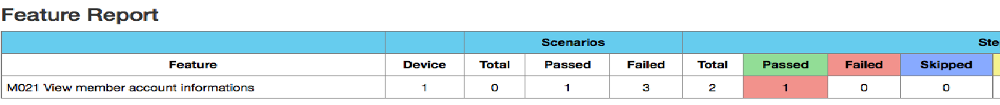 Feature Report
Scenarios Ste
Feature Device Total Passed Failed Total Passed Failed Skipped
M021 View member account informations 1 0 1 3 2 1 0 0